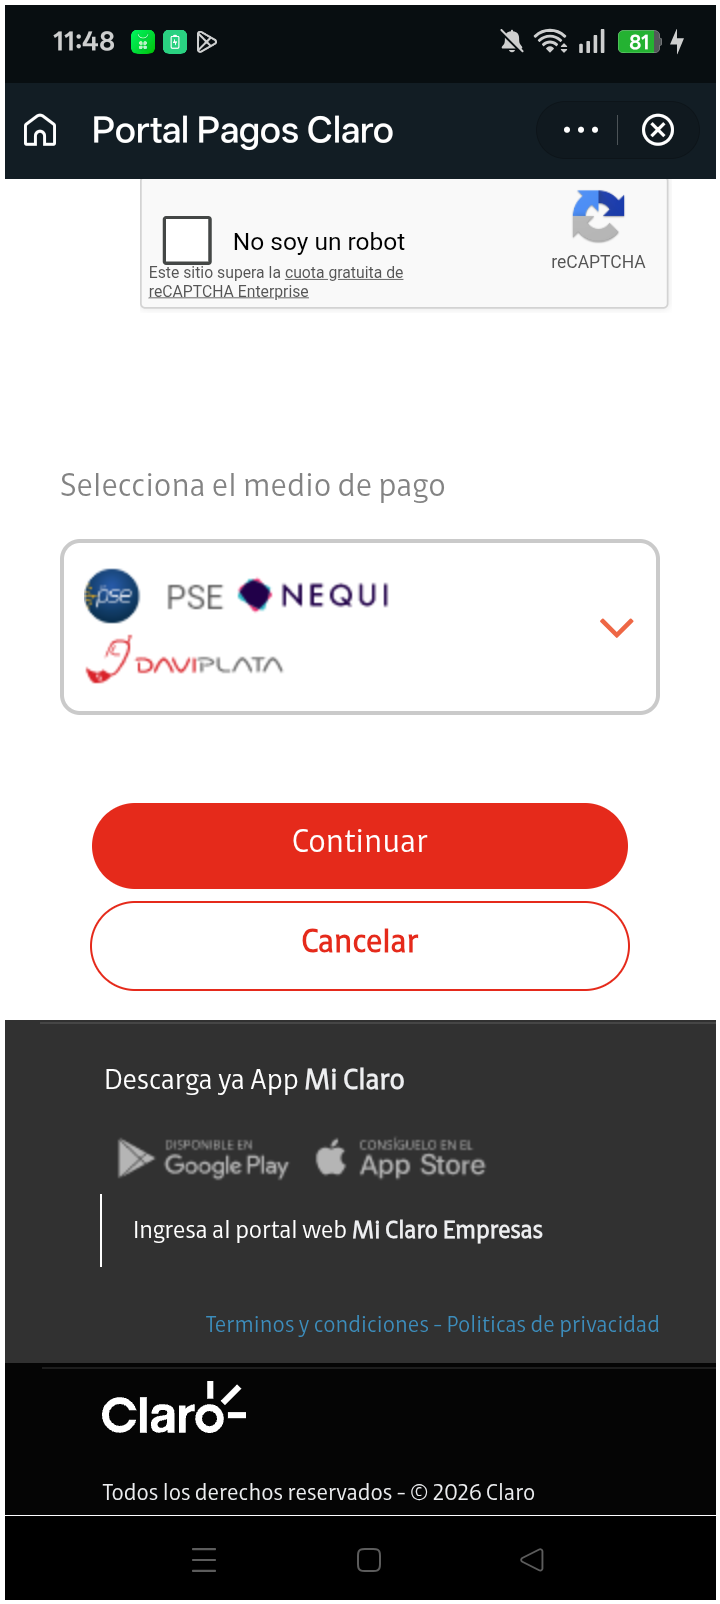 11:48
81
Portal Pagos Claro
No soy un robot
reCAPTCHA
Este sitio supera la cuota gratuita de
reCAPTCHA Enterprise
Selecciona el medio de pago
pse PSE NEQUI
DAVIPLATA
Continuar
Cancelar
Descarga ya App Mi Claro
DISPONIBLE EN
Google Play
CONSÍGUELO EN EL
App Store
Ingresa al portal web Mi Claro Empresas
Terminos y condiciones - Politicas de privacidad
Claro
Todos los derechos reservados - © 2026 Claro